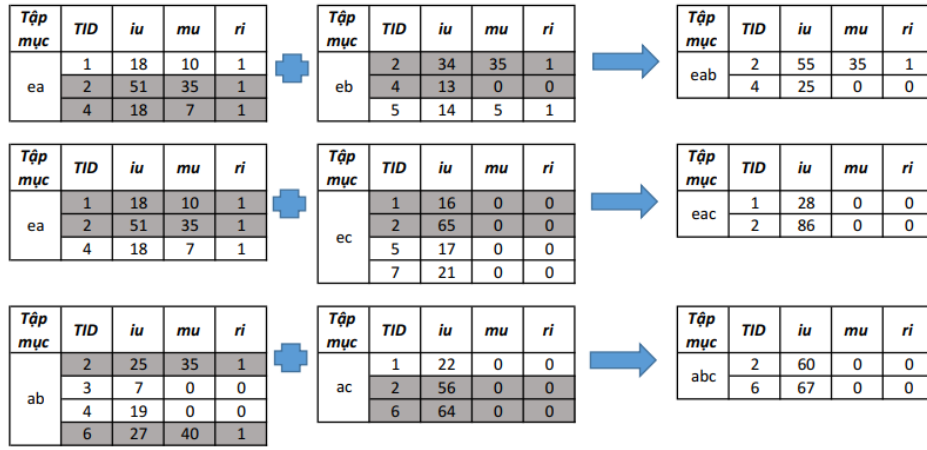 Tập mục TID iu mu ri
ea
1 18 10 1
2 51 35 1
4 18 7 1
Tập mục TID iu mu ri
eb
2 34 35 1
4 13 0 0
5 14 5 1
Tập mục TID iu mu ri
eab
2 55 35 1
4 25 0 0
Tập mục TID iu mu ri
ea
1 18 10 1
2 51 35 1
4 18 7 1
Tập mục TID iu mu ri
ec
1 16 0 0
2 65 0 0
5 17 0 0
7 21 0 0
Tập mục TID iu mu ri
eac
1 28 0 0
2 86 0 0
Tập mục TID iu mu ri
ab
2 25 35 1
3 7 0 0
4 19 0 0
6 27 40 1
Tập mục TID iu mu ri
ac
1 22 0 0
2 56 0 0
6 64 0 0
Tập mục TID iu mu ri
abc
2 60 0 0
6 67 0 0